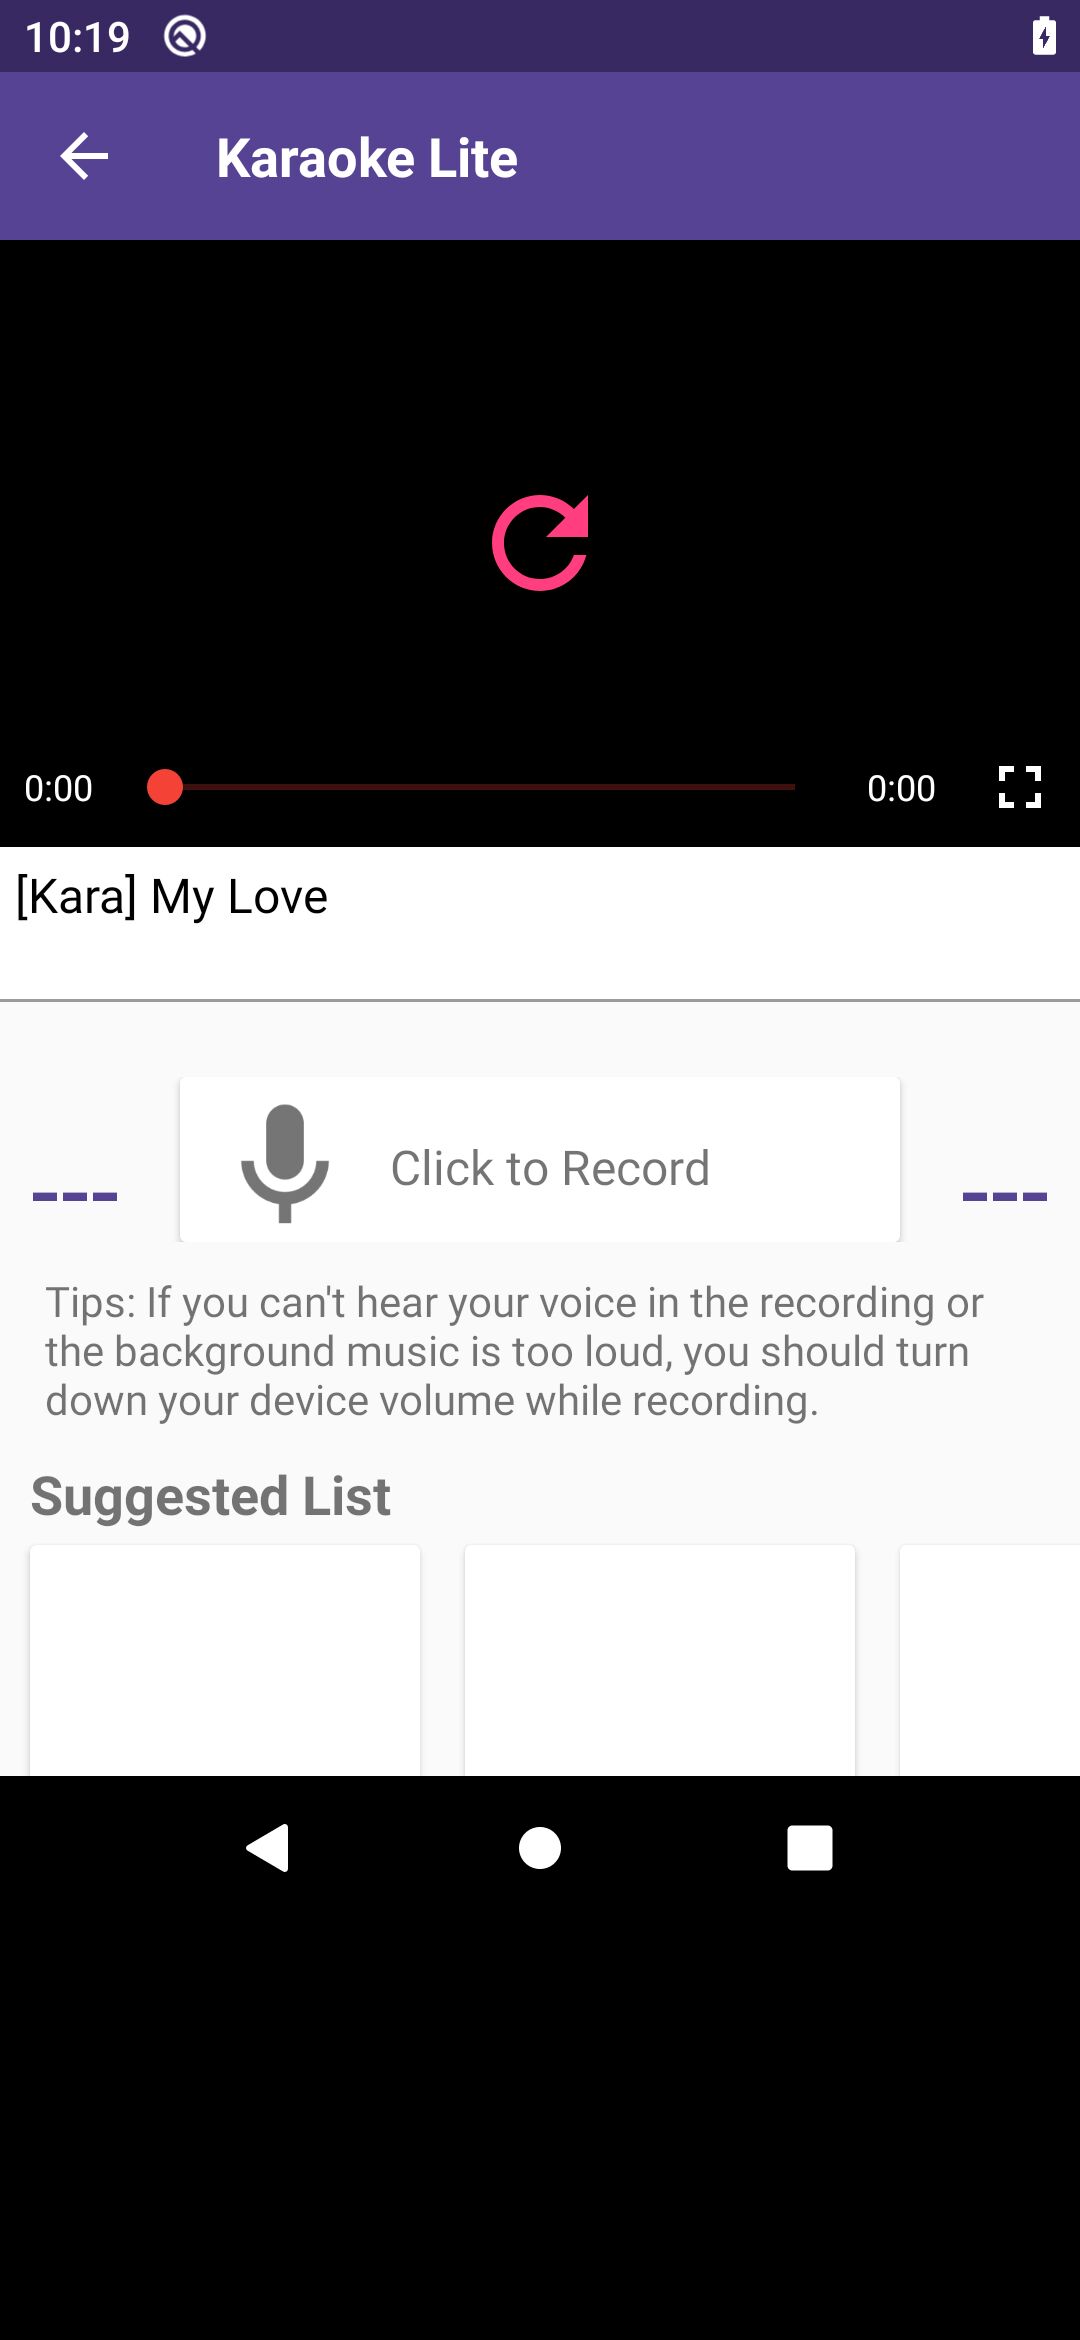 10:19
Karaoke Lite
0:00
0:00
[Kara] My Love
---
Click to Record
---
Tips: If you can't hear your voice in the recording or
the background music is too loud, you should turn
down your device volume while recording.
Suggested List